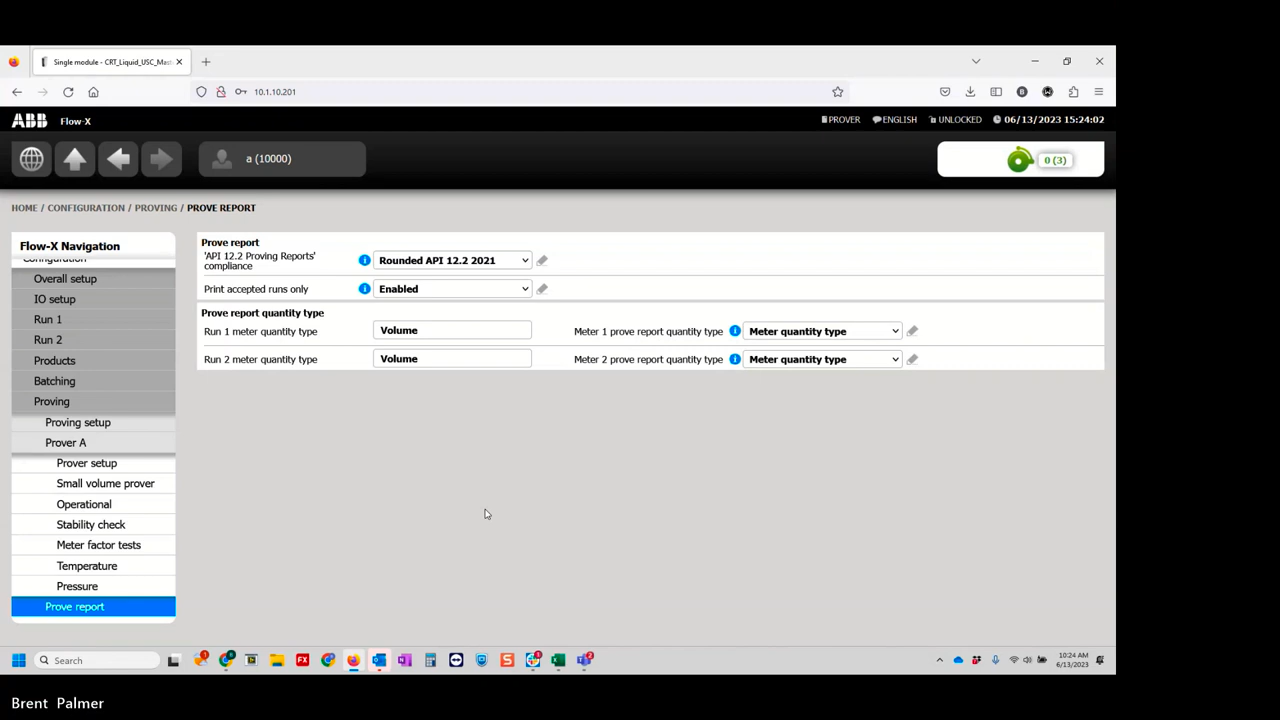 Single module - CRT_Liquid_USC_Mast
10.1.10.201
ABB Flow-X
PROVER ENGLISH UNLOCKED 06/13/2023 15:24:02
a (10000)
0 (3)
HOME / CONFIGURATION / PROVING / PROVE REPORT
Flow-X Navigation
Configuration
Overall setup
IO setup
Run 1
Run 2
Products
Batching
Proving
Proving setup
Prover A
Prover setup
Small volume prover
Operational
Stability check
Meter factor tests
Temperature
Pressure
Prove report
Prove report
'API 12.2 Proving Reports'
compliance
Rounded API 12.2 2021
Print accepted runs only
Enabled
Prove report quantity type
Run 1 meter quantity type
Volume
Meter 1 prove report quantity type
Meter quantity type
Run 2 meter quantity type
Volume
Meter 2 prove report quantity type
Meter quantity type
Search
10:24 AM
6/13/2023
Brent Palmer